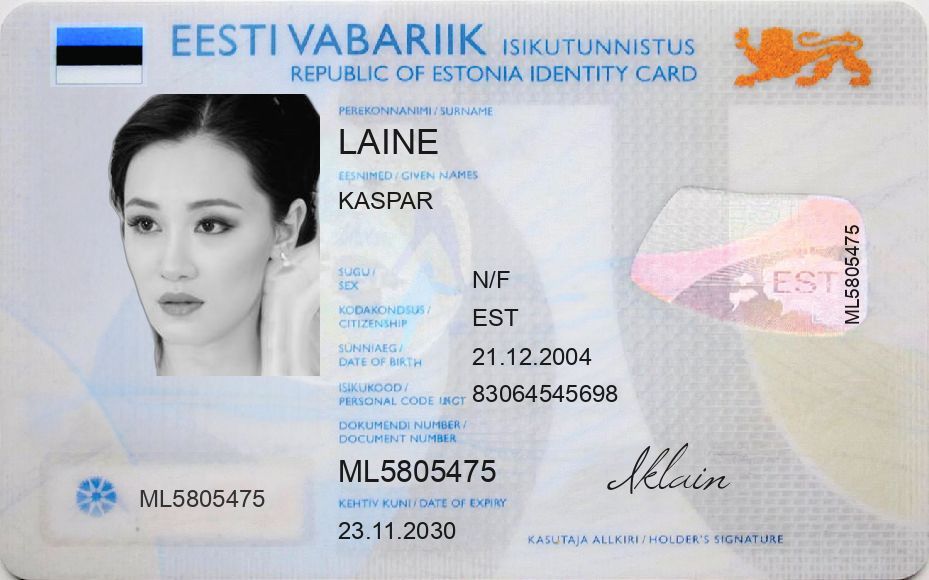 EESTI VABARIIK ISIKUTUNNISTUS
REPUBLIC OF ESTONIA IDENTITY CARD
PEREKONNANIMI / SURNAME
LAINE
EESNIMED / GIVEN NAMES
KASPAR
SUGU /
SEX
N/F
KODAKONDSUS /
CITIZENSHIP
EST
SÜNNIAEG /
DATE OF BIRTH
21.12.2004
ISIKUKOOD /
PERSONAL CODE
83064545698
DOKUMENDI NUMBER /
DOCUMENT NUMBER
ML5805475
KEHTIV KUNI / DATE OF EXPIRY
23.11.2030
ML5805475
EST
ML5805475
KASUTAJA ALLKIRI / HOLDER'S SIGNATURE